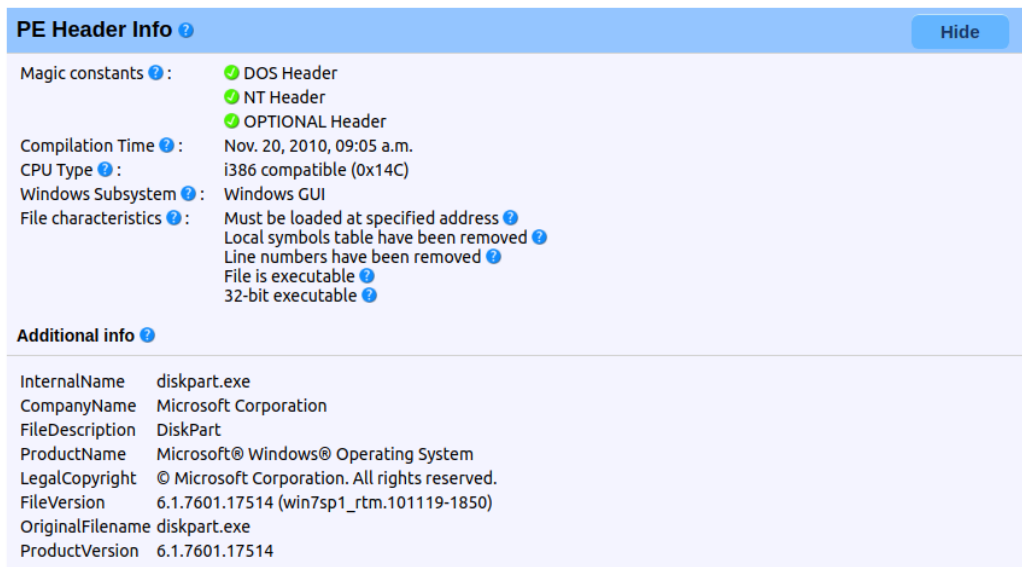 PE Header Info ?
Hide
Magic constants ? : DOS Header
NT Header
OPTIONAL Header
Compilation Time ? : Nov. 20, 2010, 09:05 a.m.
CPU Type ? : i386 compatible (0x14C)
Windows Subsystem ? : Windows GUI
File characteristics ? : Must be loaded at specified address ?
Local symbols table have been removed ?
Line numbers have been removed ?
File is executable ?
32-bit executable ?
Additional info ?
InternalName diskpart.exe
CompanyName Microsoft Corporation
FileDescription DiskPart
ProductName Microsoft® Windows® Operating System
LegalCopyright © Microsoft Corporation. All rights reserved.
FileVersion 6.1.7601.17514 (win7sp1_rtm.101119-1850)
OriginalFilename diskpart.exe
ProductVersion 6.1.7601.17514